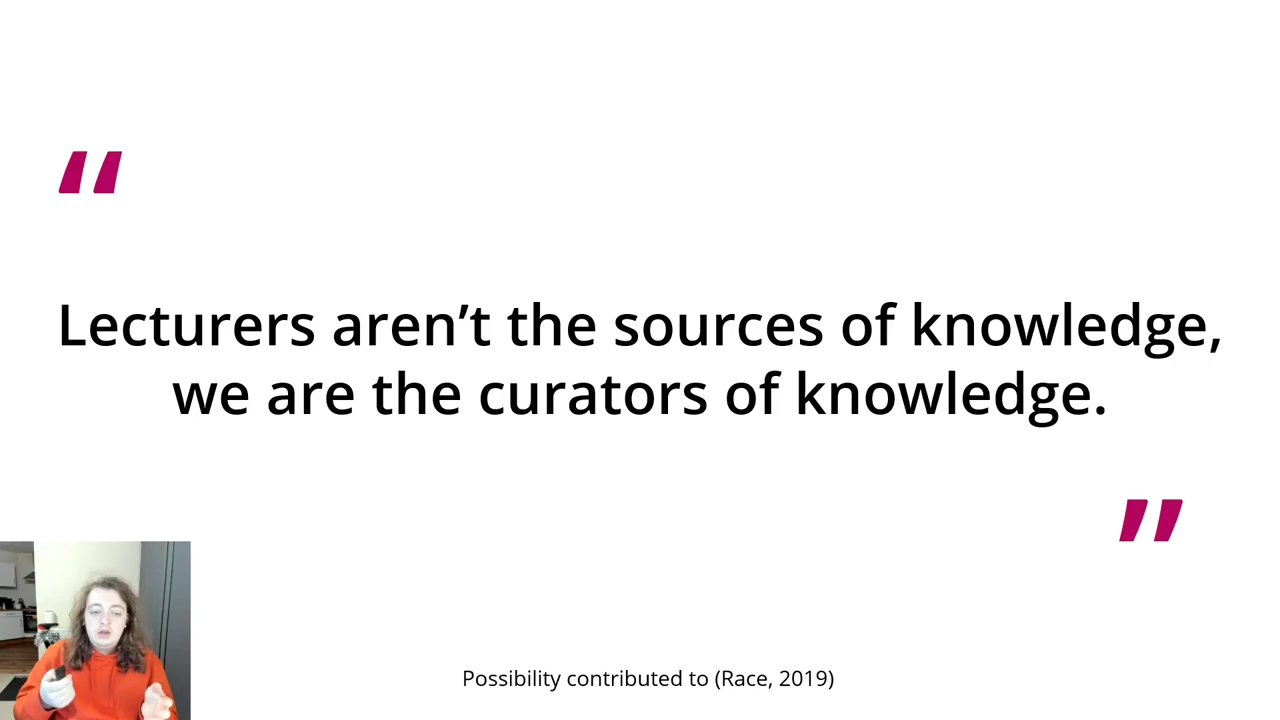 “
Lecturers aren’t the sources of knowledge,
we are the curators of knowledge.
”
Possibility contributed to (Race, 2019)